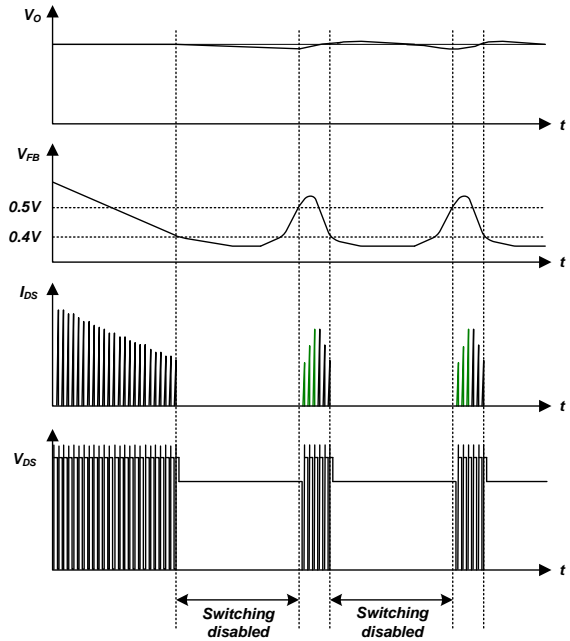 VO
t
VFB
0.5V
0.4V
t
IDS
t
VDS
t
Switching
disabled
Switching
disabled